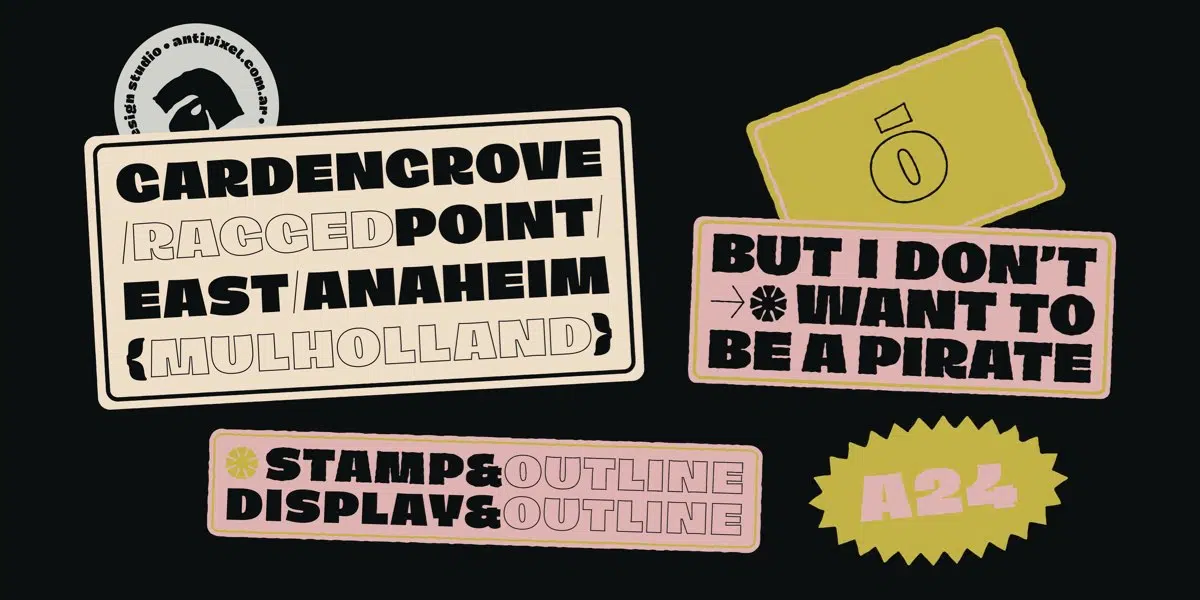 design studio • antipixel.com.ar •
GARDENGROVE
/RAGGEDPOINT/
EAST/ANAHEIM
{MULHOLLAND}
0
BUT I DON'T
→ WANT TO
BE A PIRATE
STAMP&OUTLINE
DISPLAY&OUTLINE
A24